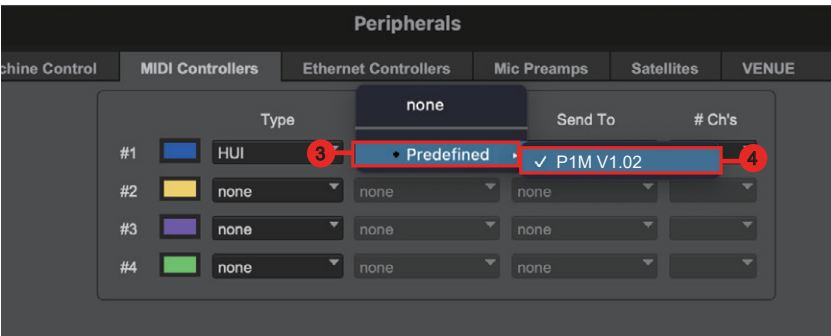 Peripherals
chine Control MIDI Controllers Ethernet Controllers Mic Preamps Satellites VENUE
none
Type Send To # Ch's
#1 HUI 3 Predefined ✓ P1M V1.02 4
#2 none none none
#3 none none none
#4 none none none